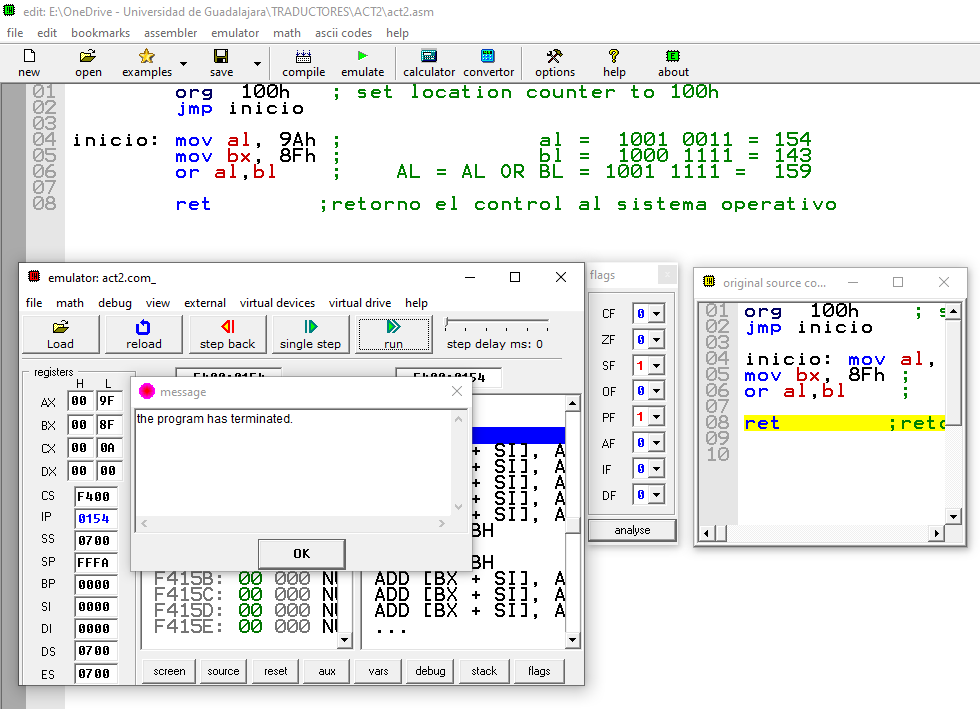 edit: E:\OneDrive - Universidad de Guadalajara\TRADUCTORES\ACT2\act2.asm
file edit bookmarks assembler emulator math ascii codes help
new open examples save compile emulate calculator convertor options help about
01 org 100h ; set location counter to 100h
02 jmp inicio
03
04 inicio: mov al, 9Ah ; al = 1001 0011 = 154
05 mov bx, 8Fh ; bl = 1000 1111 = 143
06 or al,bl ; AL = AL OR BL = 1001 1111 = 159
07
08 ret ;retorno el control al sistema operativo
emulator: act2.com_
file math debug view external virtual devices virtual drive help
Load reload step back single step run step delay ms: 0
registers
H L
AX 00 9F
BX 00 8F
CX 00 0A
DX 00 00
CS F400
IP 0154
SS 0700
SP FFFA
BP 0000
SI 0000
DI 0000
DS 0700
ES 0700
F400:0154 F400:0154
message
the program has terminated.
OK
+ SI], A
+ SI], A
+ SI], A
+ SI], A
+ SI], A
BH
BH
F415B: 00 000 NU ADD [BX + SI], A
F415C: 00 000 NU ADD [BX + SI], A
F415D: 00 000 NU ADD [BX + SI], A
F415E: 00 000 NU ...
screen source reset aux vars debug stack flags
flags
CF 0
ZF 0
SF 1
OF 0
PF 1
AF 0
IF 0
DF 0
analyse
original source co...
01 org 100h ; s
02 jmp inicio
03
04 inicio: mov al,
05 mov bx, 8Fh ;
06 or al,bl ;
07
08 ret ;reto
09
10